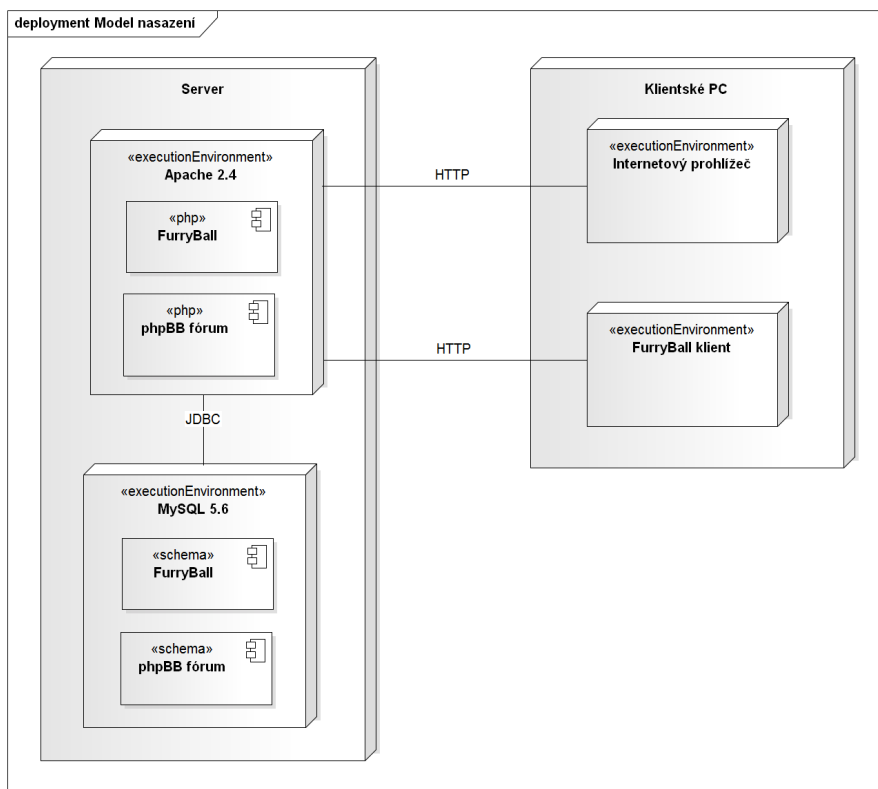 deployment Model nasazení
Server
«executionEnvironment»
Apache 2.4
«php»
FurryBall
«php»
phpBB fórum
JDBC
«executionEnvironment»
MySQL 5.6
«schema»
FurryBall
«schema»
phpBB fórum
HTTP
HTTP
Klientské PC
«executionEnvironment»
Internetový prohlížeč
«executionEnvironment»
FurryBall klient